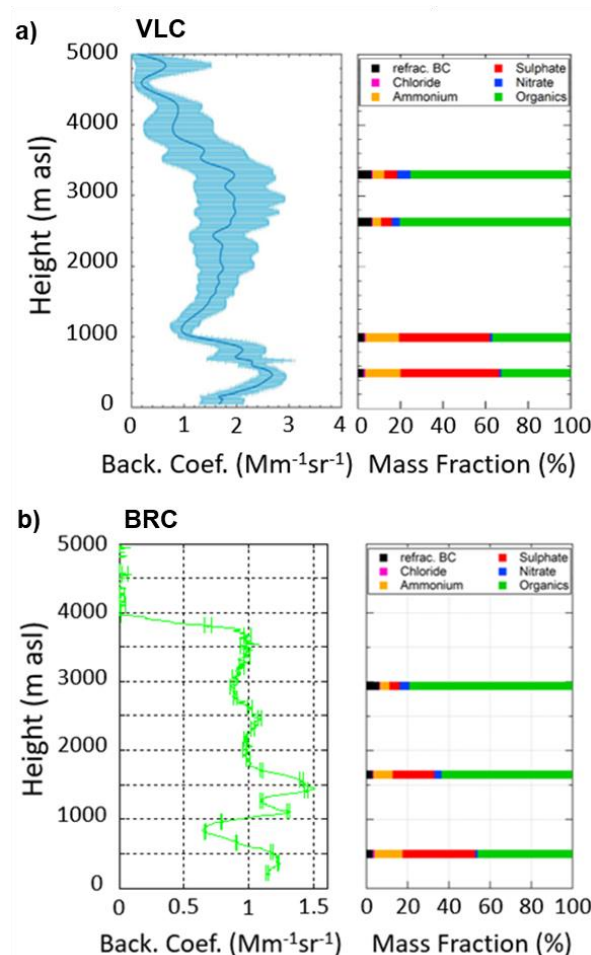 a) VLC
5000
4000
3000
2000
1000
0
Height (m asl)
0 1 2 3 4
Back. Coef. (Mm⁻¹sr⁻¹)
refrac. BC Sulphate
Chloride Nitrate
Ammonium Organics
0 20 40 60 80 100
Mass Fraction (%)
b) BRC
5000
4000
3000
2000
1000
0
Height (m asl)
0 0.5 1 1.5
Back. Coef. (Mm⁻¹sr⁻¹)
refrac. BC Sulphate
Chloride Nitrate
Ammonium Organics
0 20 40 60 80 100
Mass Fraction (%)